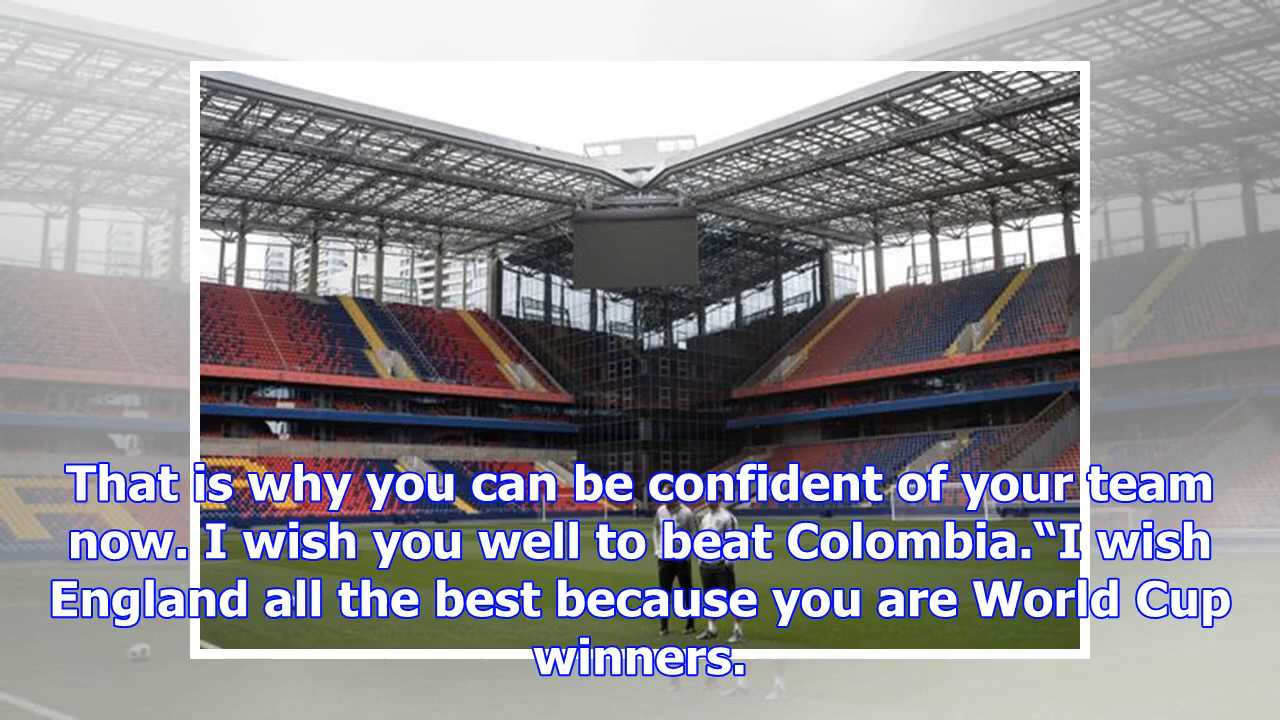 That is why you can be confident of your team
now. I wish you well to beat Colombia.“I wish
England all the best because you are World Cup
winners.